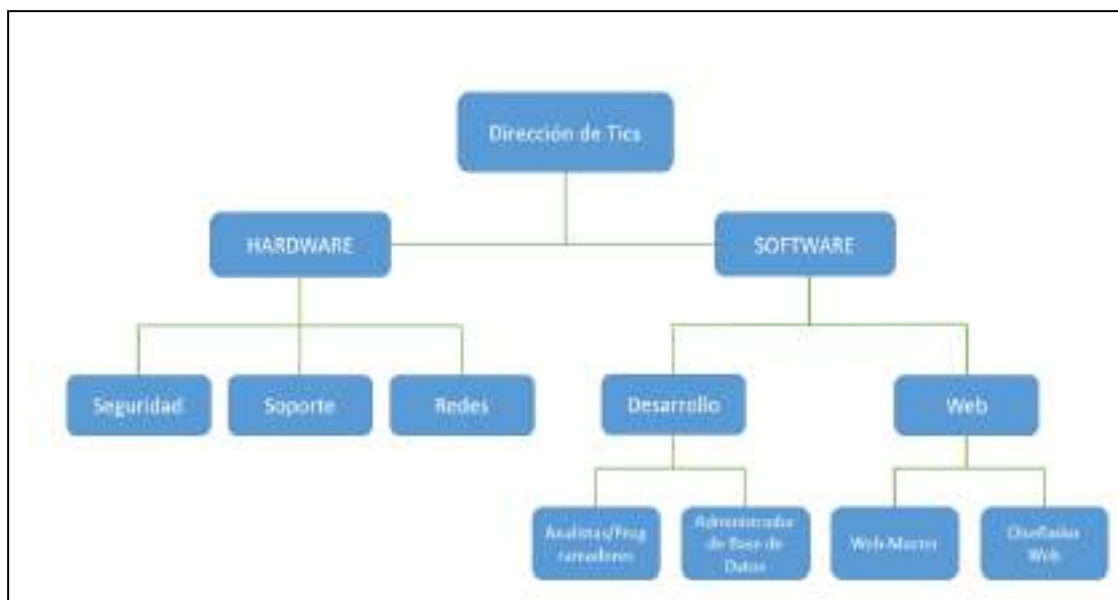 Dirección de Tics
HARDWARE
SOFTWARE
Seguridad
Soporte
Redes
Desarrollo
Web
Analistas/Prog
ramadores
Administrador
de Base de
Datos
Web-Master
Diseñador
Web